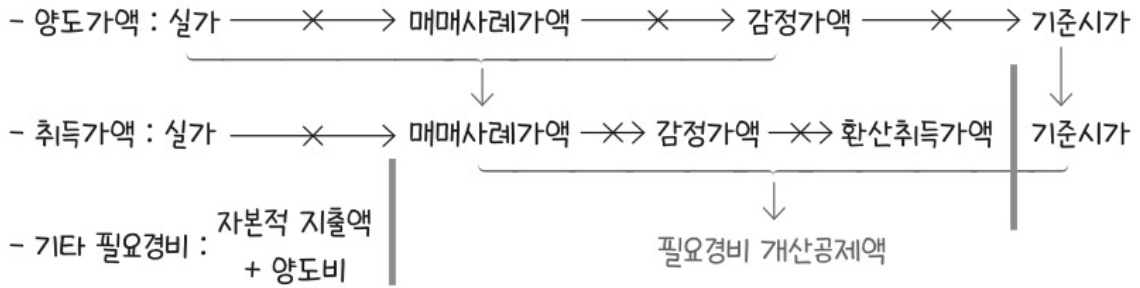 - 양도가액 : 실가 → 매매사례가액 → 감정가액 → 기준시가
- 취득가액 : 실가 → 매매사례가액 → 감정가액 → 환산취득가액 기준시가
- 기타 필요경비 : 자본적 지출액
+ 양도비
필요경비 개산공제액